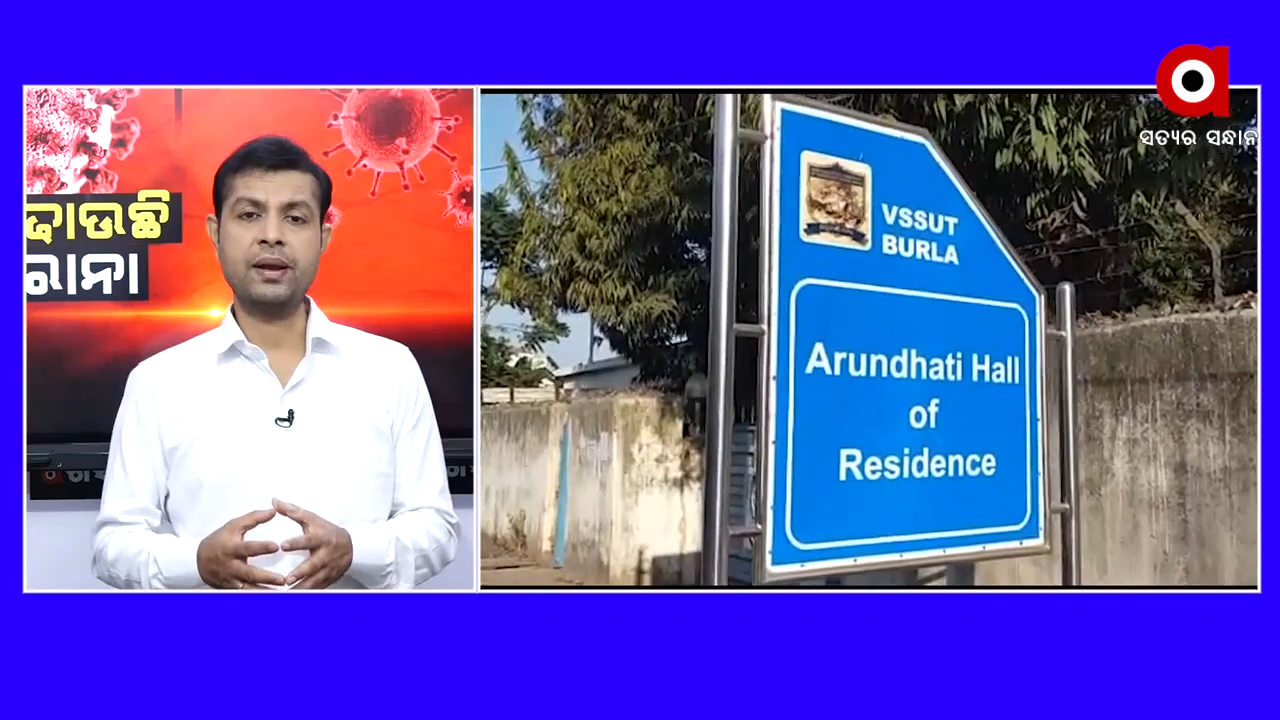 ସତ୍ୟର ସନ୍ଧାନ
ଢାଉଛି
ରାନା
VSSUT
BURLA
Arundhati Hall
of
Residence